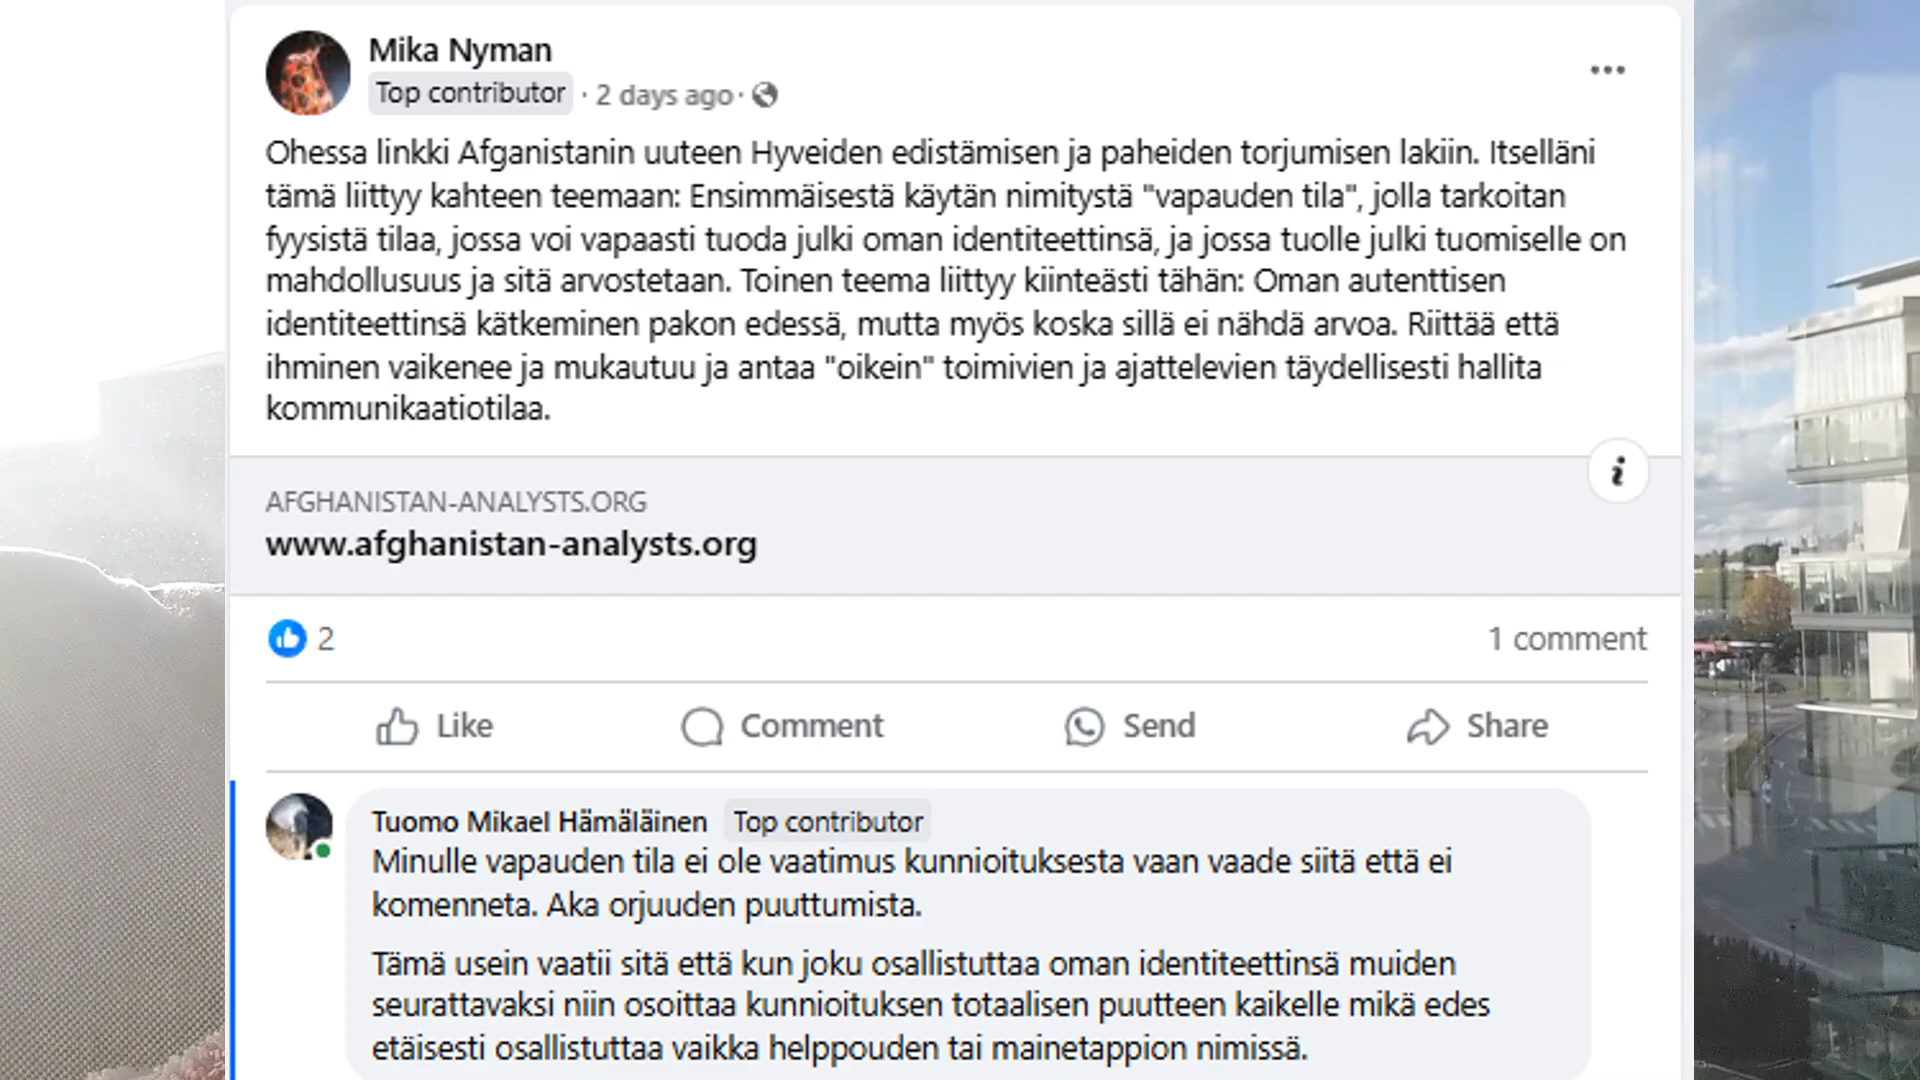 Mika Nyman
Top contributor · 2 days ago ·
Ohessa linkki Afganistanin uuteen Hyveiden edistämisen ja paheiden torjumisen lakiin. Itselläni
tämä liittyy kahteen teemaan: Ensimmäisestä käytän nimitystä "vapauden tila", jolla tarkoitan
fyysistä tilaa, jossa voi vapaasti tuoda julki oman identiteettinsä, ja jossa tuolle julki tuomiselle on
mahdollusuus ja sitä arvostetaan. Toinen teema liittyy kiinteästi tähän: Oman autenttisen
identiteettinsä kätkeminen pakon edessä, mutta myös koska sillä ei nähdä arvoa. Riittää että
ihminen vaikenee ja mukautuu ja antaa "oikein" toimivien ja ajattelevien täydellisesti hallita
kommunikaatiotilaa.
AFGHANISTAN-ANALYSTS.ORG
www.afghanistan-analysts.org
2
1 comment
Like
Comment
Send
Share
Tuomo Mikael Hämäläinen Top contributor
Minulle vapauden tila ei ole vaatimus kunnioituksesta vaan vaade siitä että ei
komenneta. Aka orjuuden puuttumista.
Tämä usein vaatii sitä että kun joku osallistuttaa oman identiteettinsä muiden
seurattavaksi niin osoittaa kunnioituksen totaalisen puutteen kaikelle mikä edes
etäisesti osallistuttaa vaikka helppouden tai mainetappion nimissä.